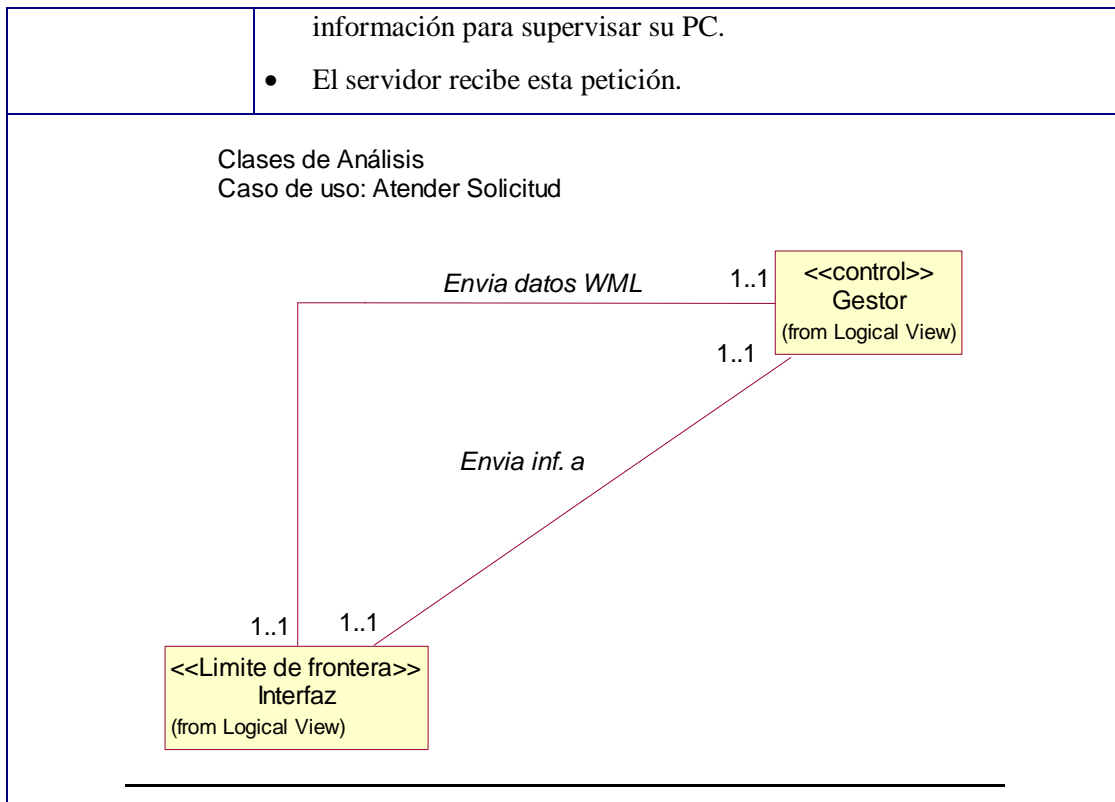 información para supervisar su PC.
• El servidor recibe esta petición.
Clases de Análisis
Caso de uso: Atender Solicitud
Envia datos WML
1..1
<<control>>
Gestor
(from Logical View)
1..1
Envia inf. a
1..1
1..1
<<Limite de frontera>>
Interfaz
(from Logical View)